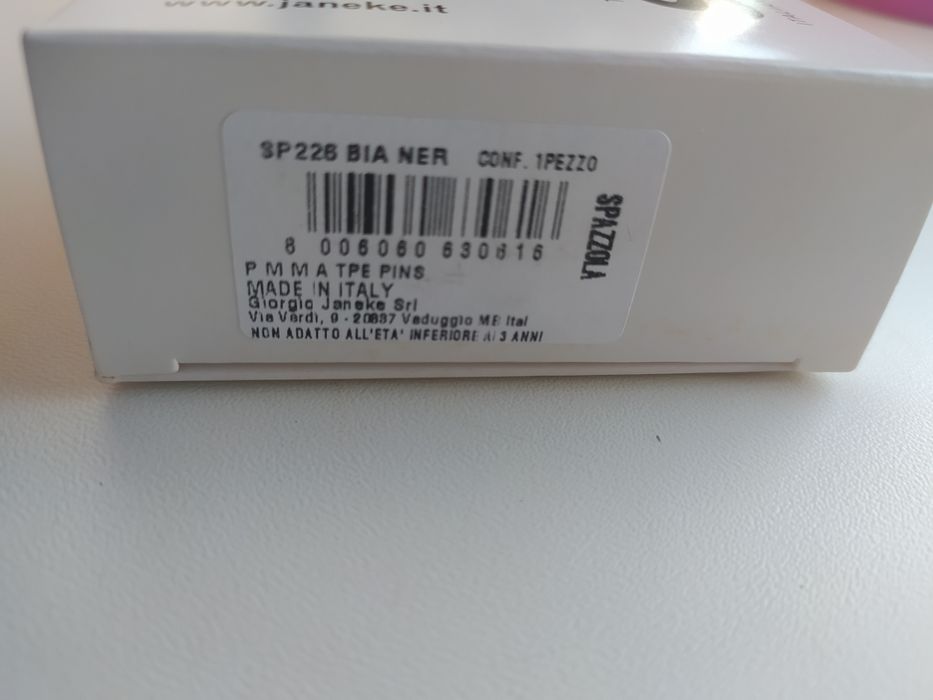 www.janeke.it
SP226 BIA NER CONF. 1PEZZO
SPAZZOLA
8 006060 630616
P M M A TPE PINS
MADE IN ITALY
Giorgio Janeke Srl
Via Verdi, 9 - 20837 Veduggio MB Ital
NON ADATTO ALL'ETA' INFERIORE AI 3 ANNI